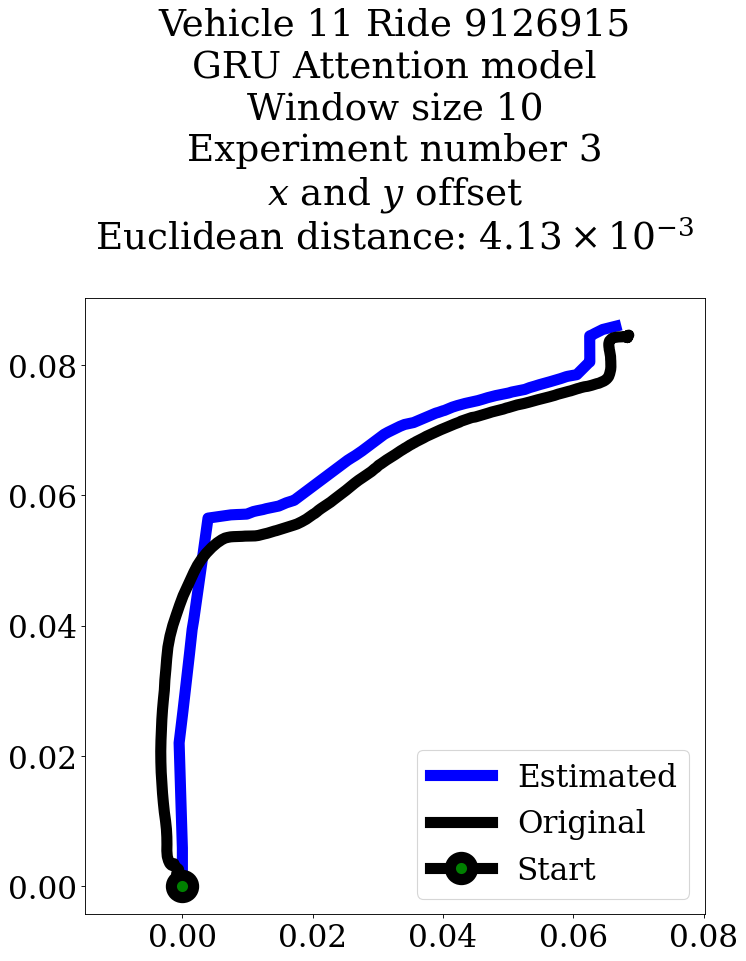 Vehicle 11 Ride 9126915
GRU Attention model
Window size 10
Experiment number 3
x and y offset
Euclidean distance: 4.13 × 10⁻³
0.08
0.06
0.04
0.02
0.00
Estimated
Original
Start
0.00 0.02 0.04 0.06 0.08